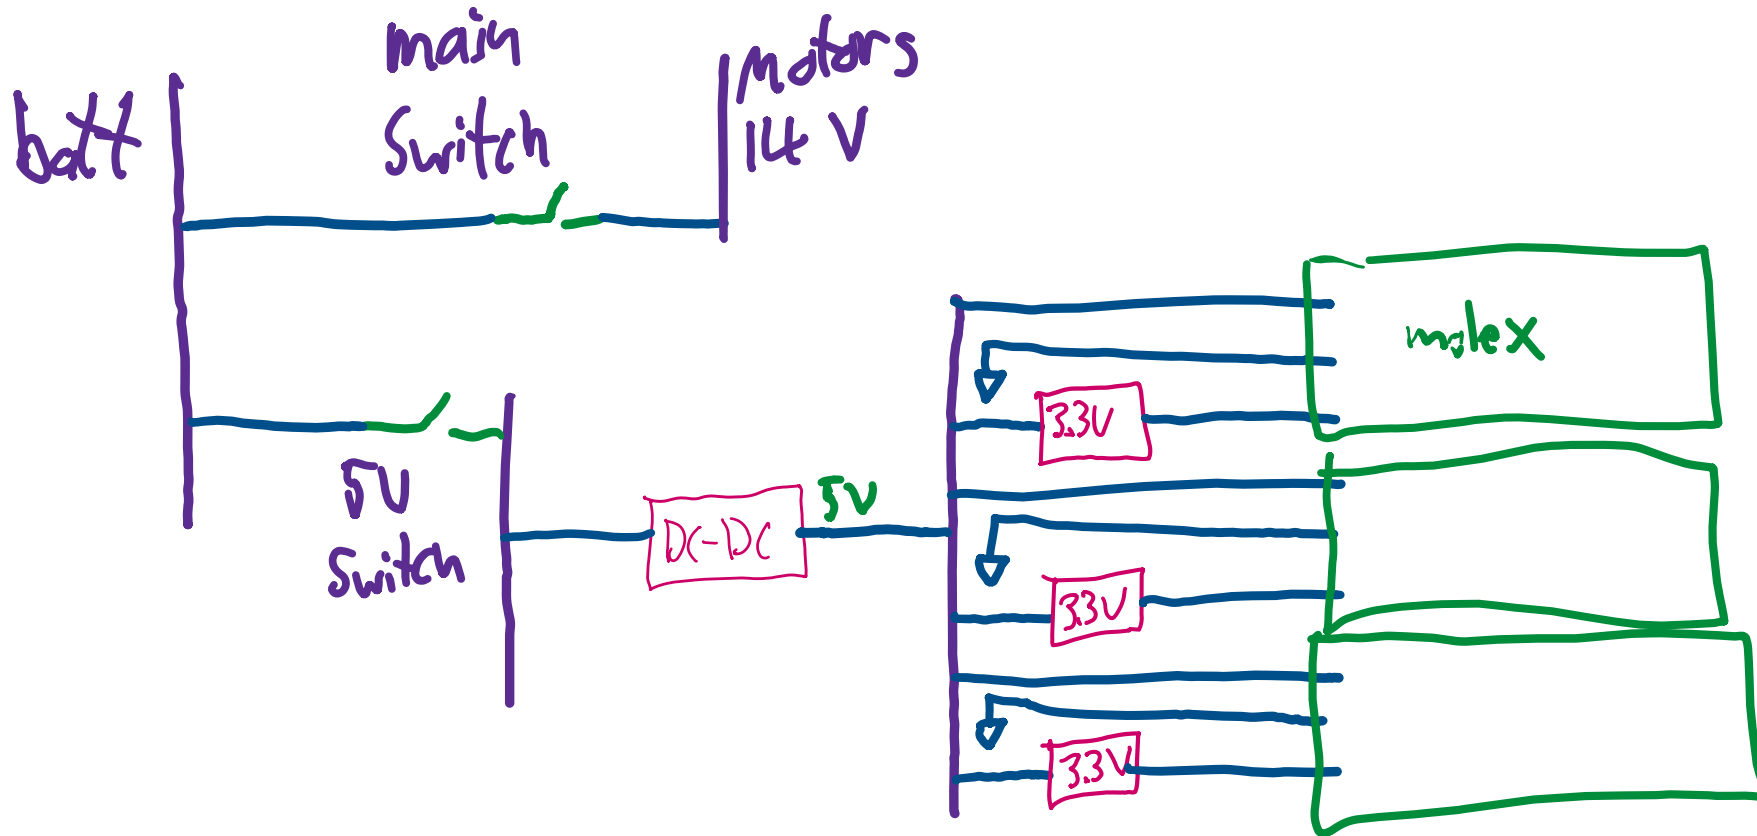 batt
main
Switch
Motors
14 V
5V
Switch
DC-DC
5V
3.3V
molex
3.3V
3.3V